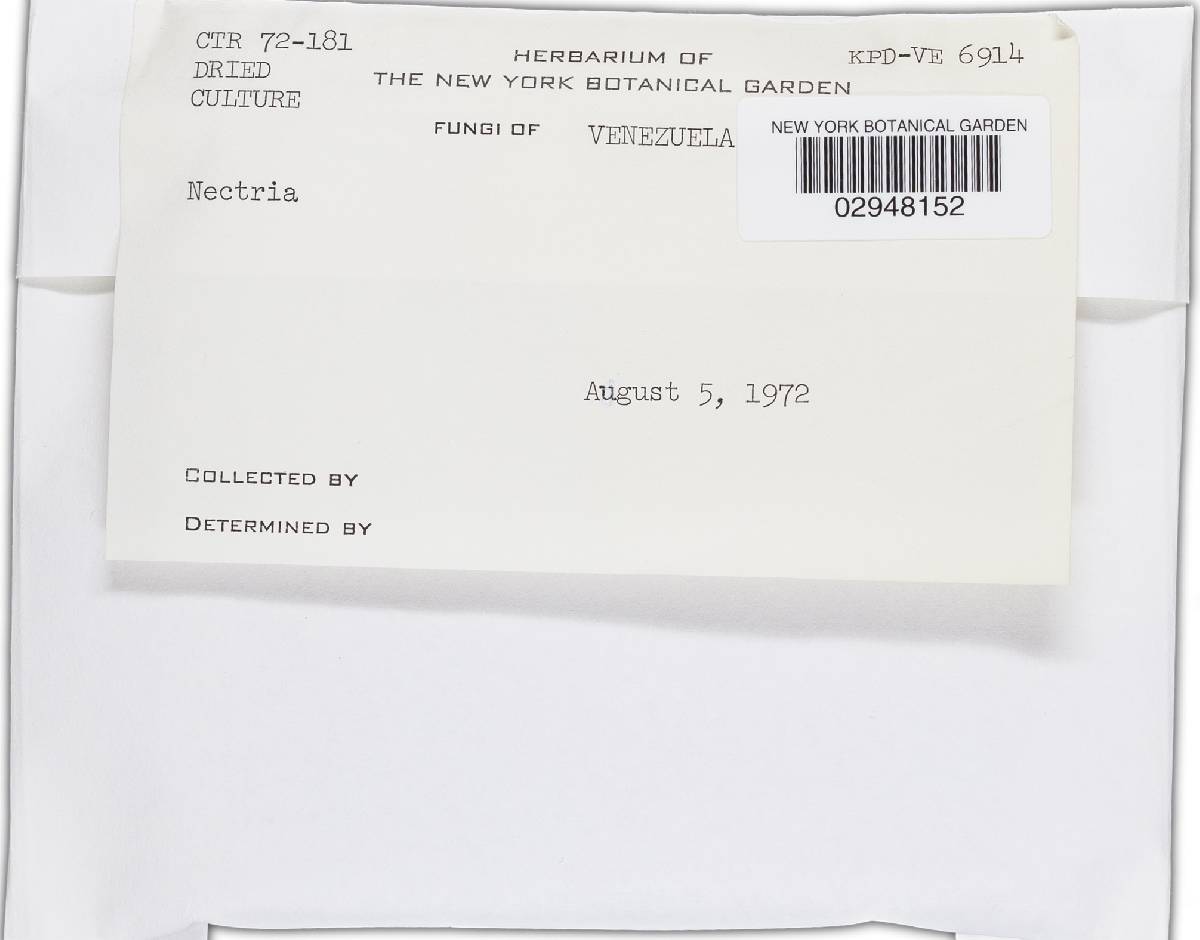 CTR 72-181
DRIED
CULTURE
HERBARIUM OF
THE NEW YORK BOTANICAL GARDEN
KPD-VE 6914
FUNGI OF VENEZUELA
NEW YORK BOTANICAL GARDEN
02948152
Nectria
August 5, 1972
COLLECTED BY
DETERMINED BY